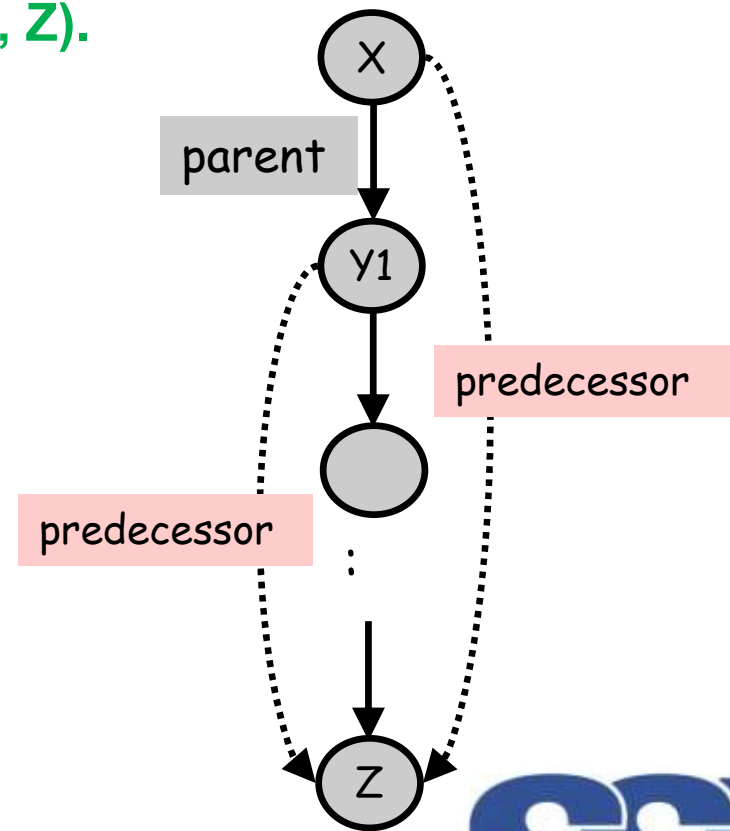 , Z).
X
parent
Y1
predecessor
predecessor
:
Z